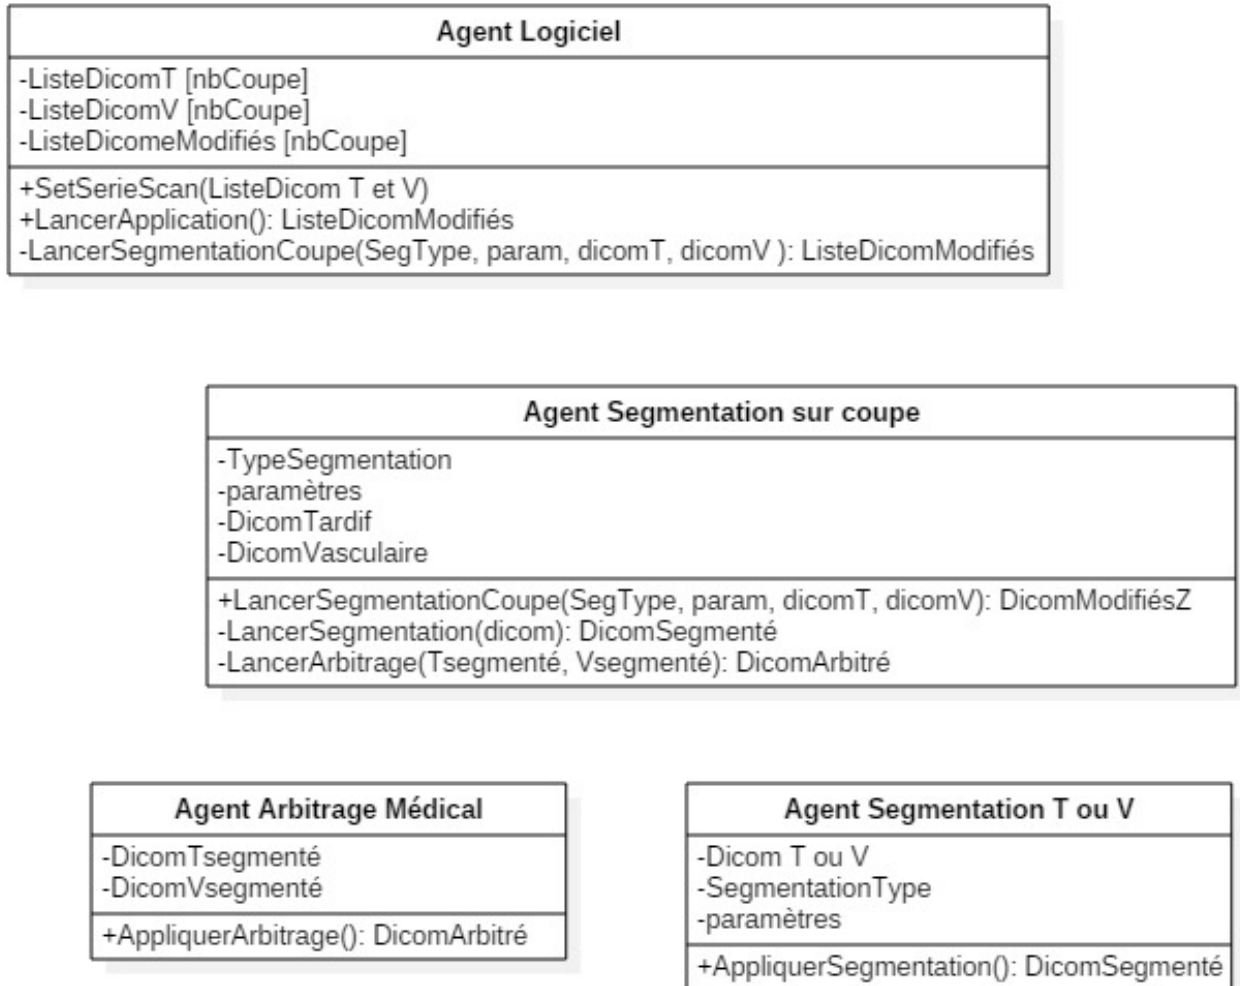 Agent Logiciel
-ListeDicomT [nbCoupe]
-ListeDicomV [nbCoupe]
-ListeDicomeModifiés [nbCoupe]
+SetSerieScan(ListeDicom T et V)
+LancerApplication(): ListeDicomModifiés
-LancerSegmentationCoupe(SegType, param, dicomT, dicomV ): ListeDicomModifiés
Agent Segmentation sur coupe
-TypeSegmentation
-paramètres
-DicomTardif
-DicomVasculaire
+LancerSegmentationCoupe(SegType, param, dicomT, dicomV): DicomModifiésZ
-LancerSegmentation(dicom): DicomSegmenté
-LancerArbitrage(Tsegmenté, Vsegmenté): DicomArbitré
Agent Arbitrage Médical
-DicomTsegmenté
-DicomVsegmenté
+AppliquerArbitrage(): DicomArbitré
Agent Segmentation T ou V
-Dicom T ou V
-SegmentationType
-paramètres
+AppliquerSegmentation(): DicomSegmenté